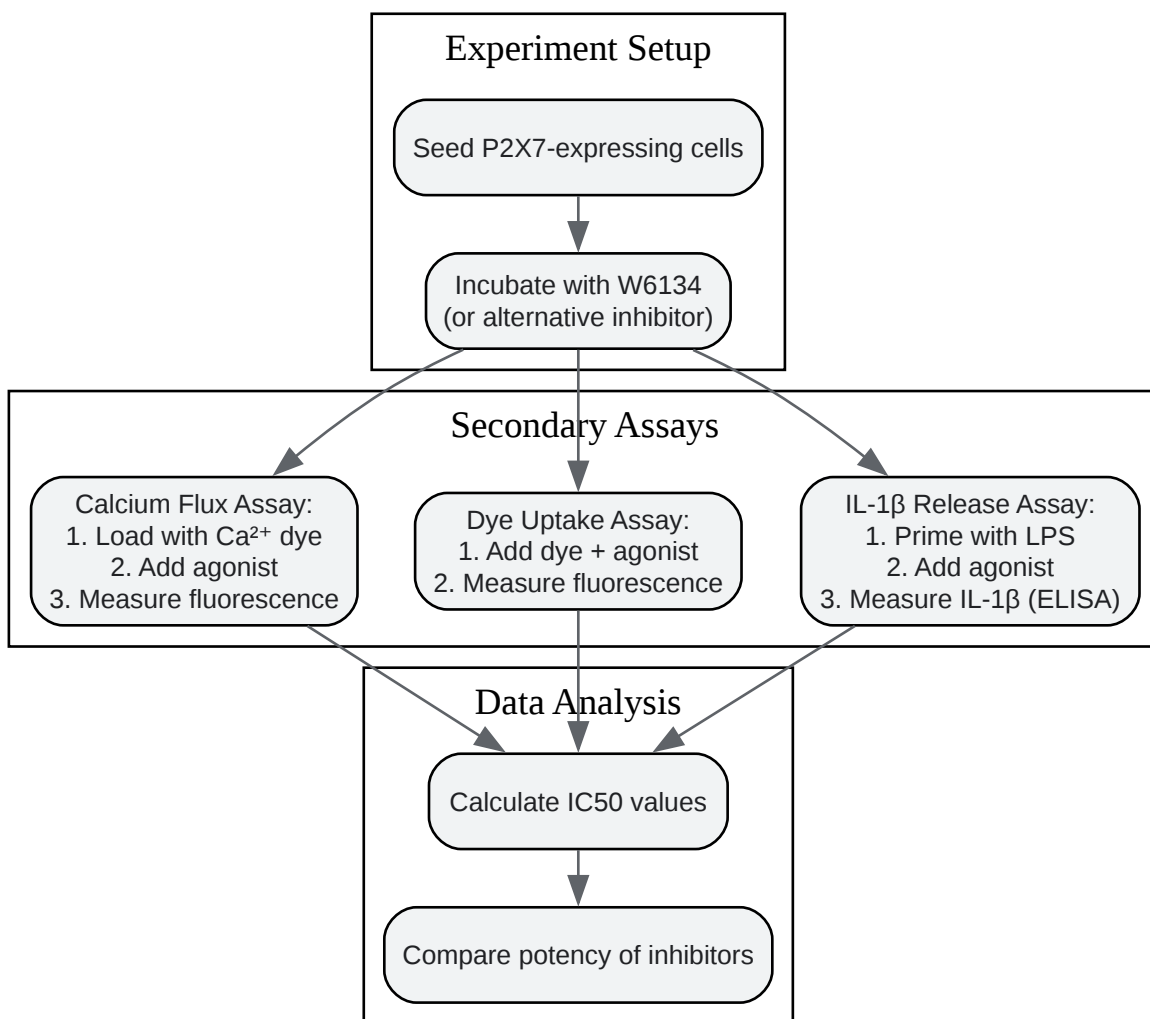 Experiment Setup
Seed P2X7-expressing cells
Incubate with W6134
(or alternative inhibitor)
Secondary Assays
Calcium Flux Assay:
1. Load with Ca²⁺ dye
2. Add agonist
3. Measure fluorescence
Dye Uptake Assay:
1. Add dye + agonist
2. Measure fluorescence
IL-1β Release Assay:
1. Prime with LPS
2. Add agonist
3. Measure IL-1β (ELISA)
Data Analysis
Calculate IC50 values
Compare potency of inhibitors